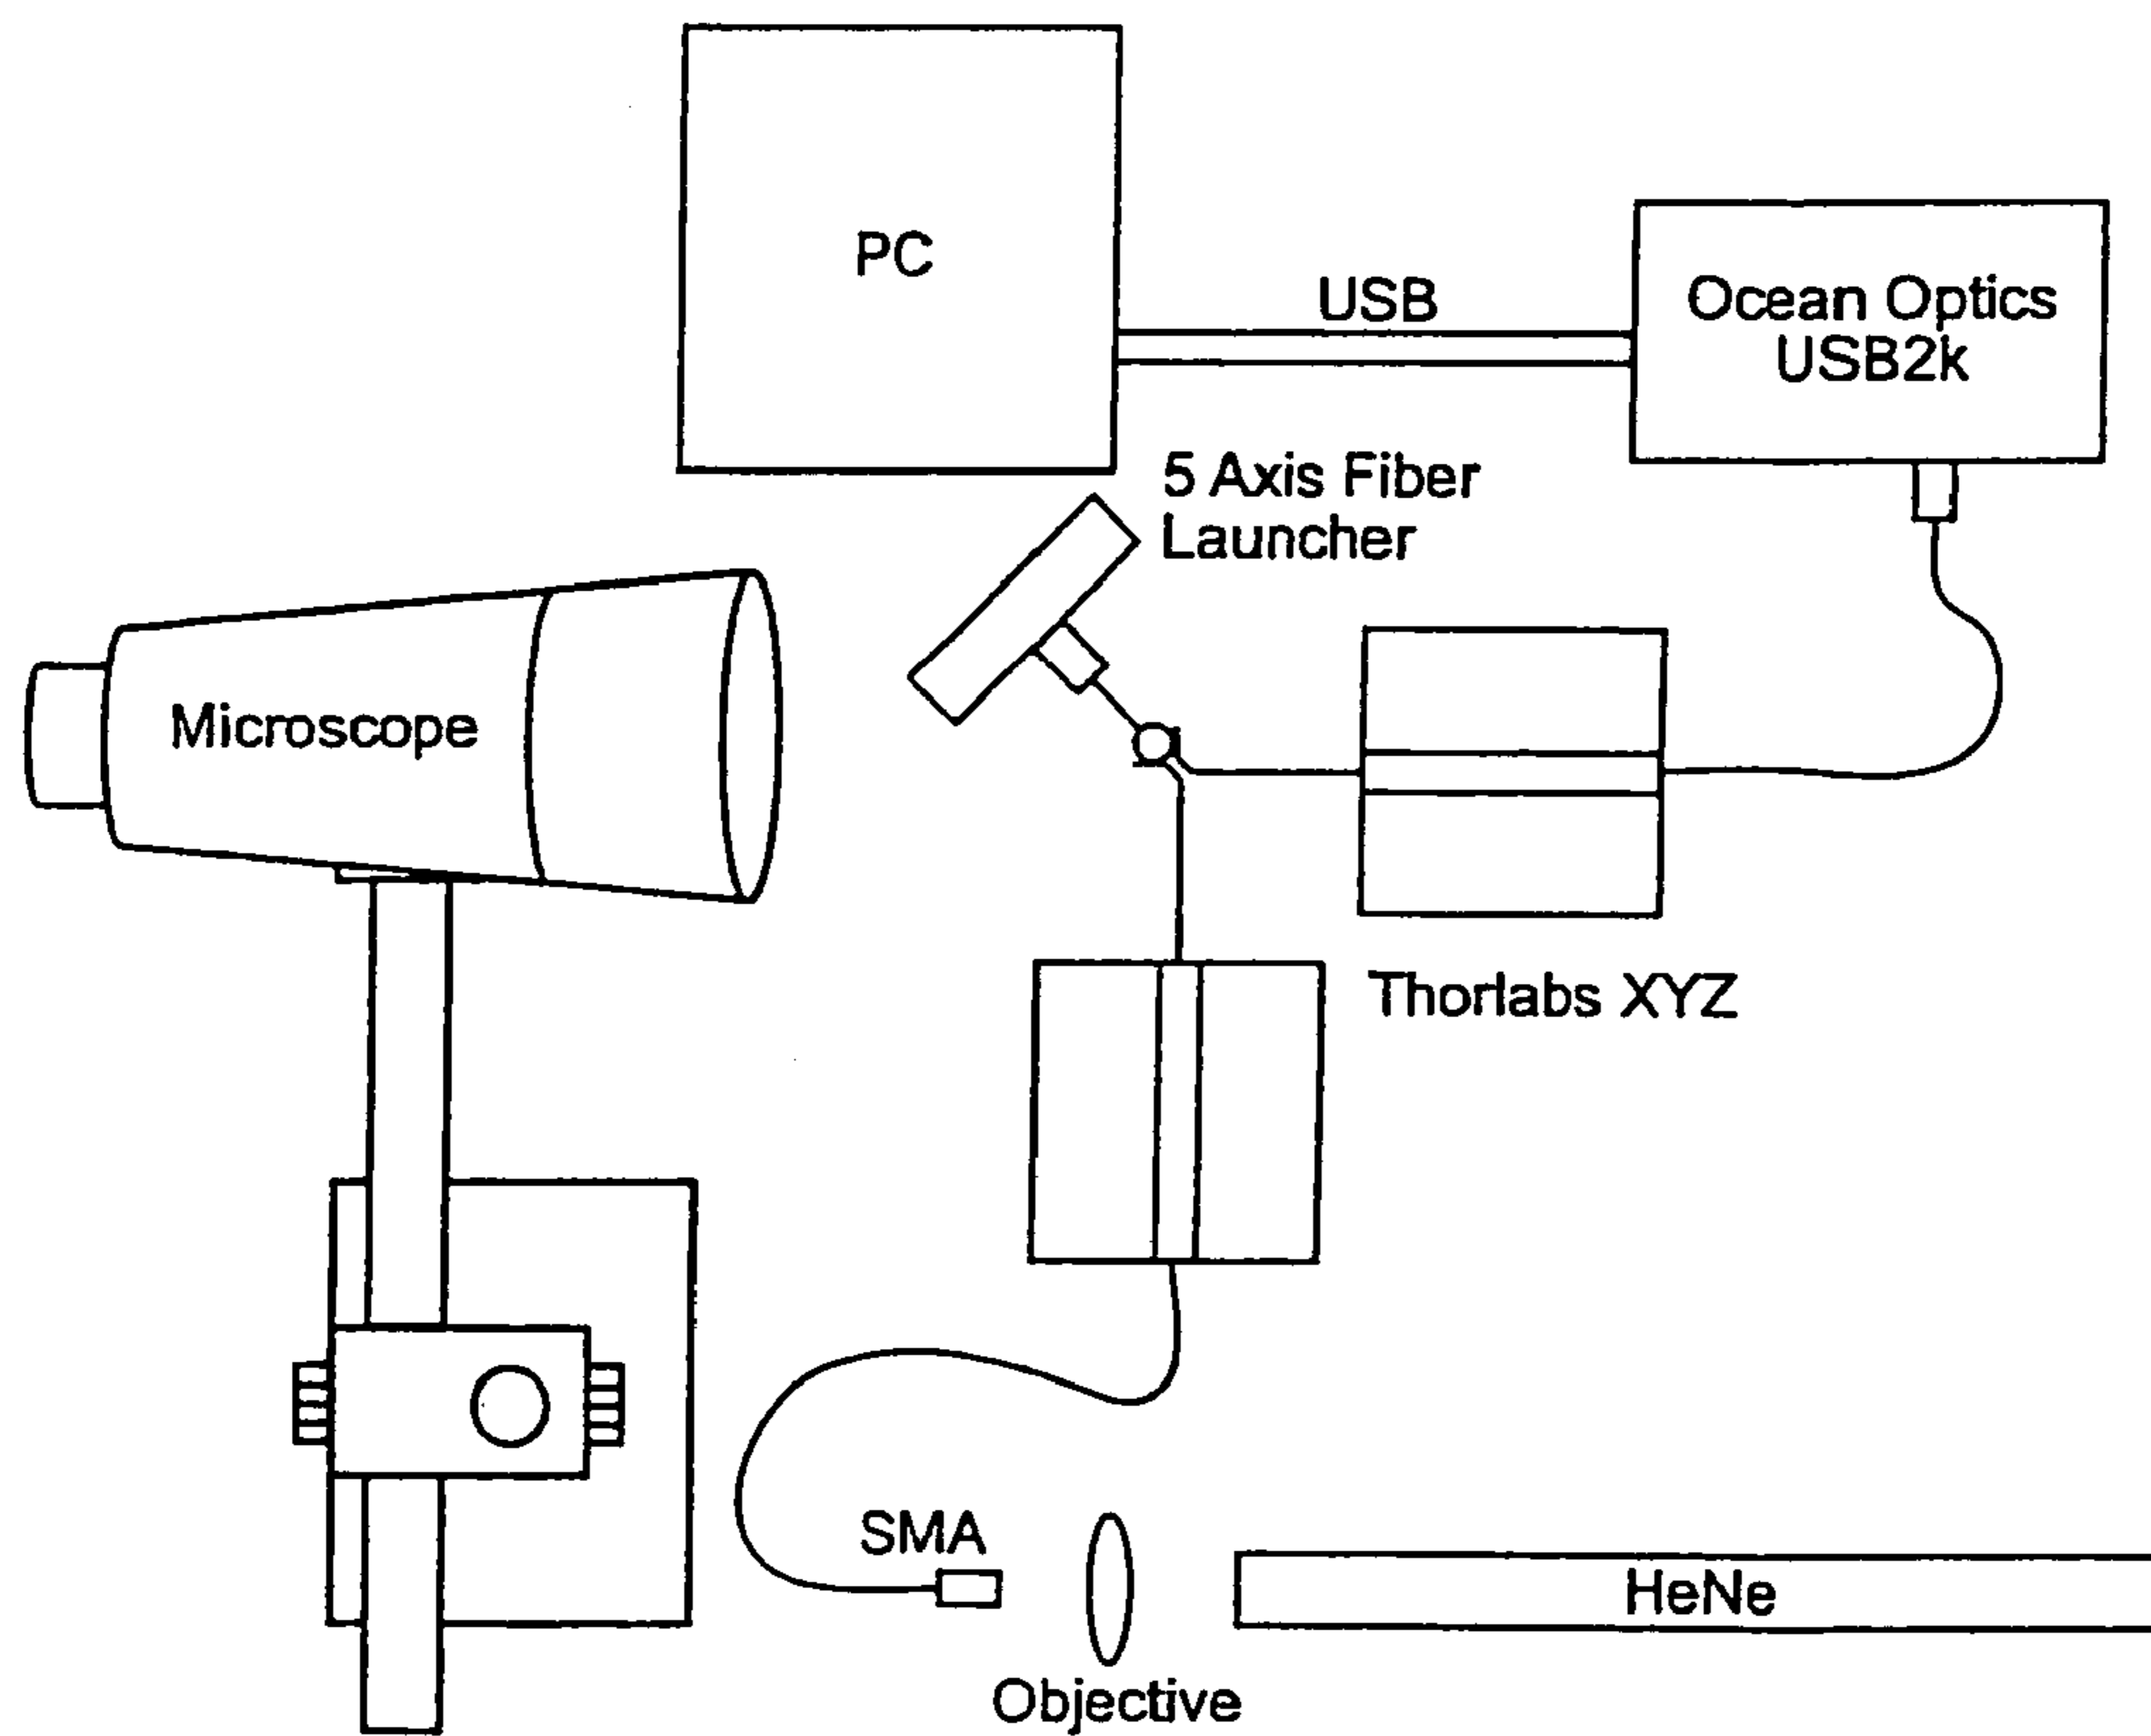 PC
USB
Ocean Optics
USB2k
5 Axis Fiber
Launcher
Microscope
Thorlabs XYZ
SMA
HeNe
Objective